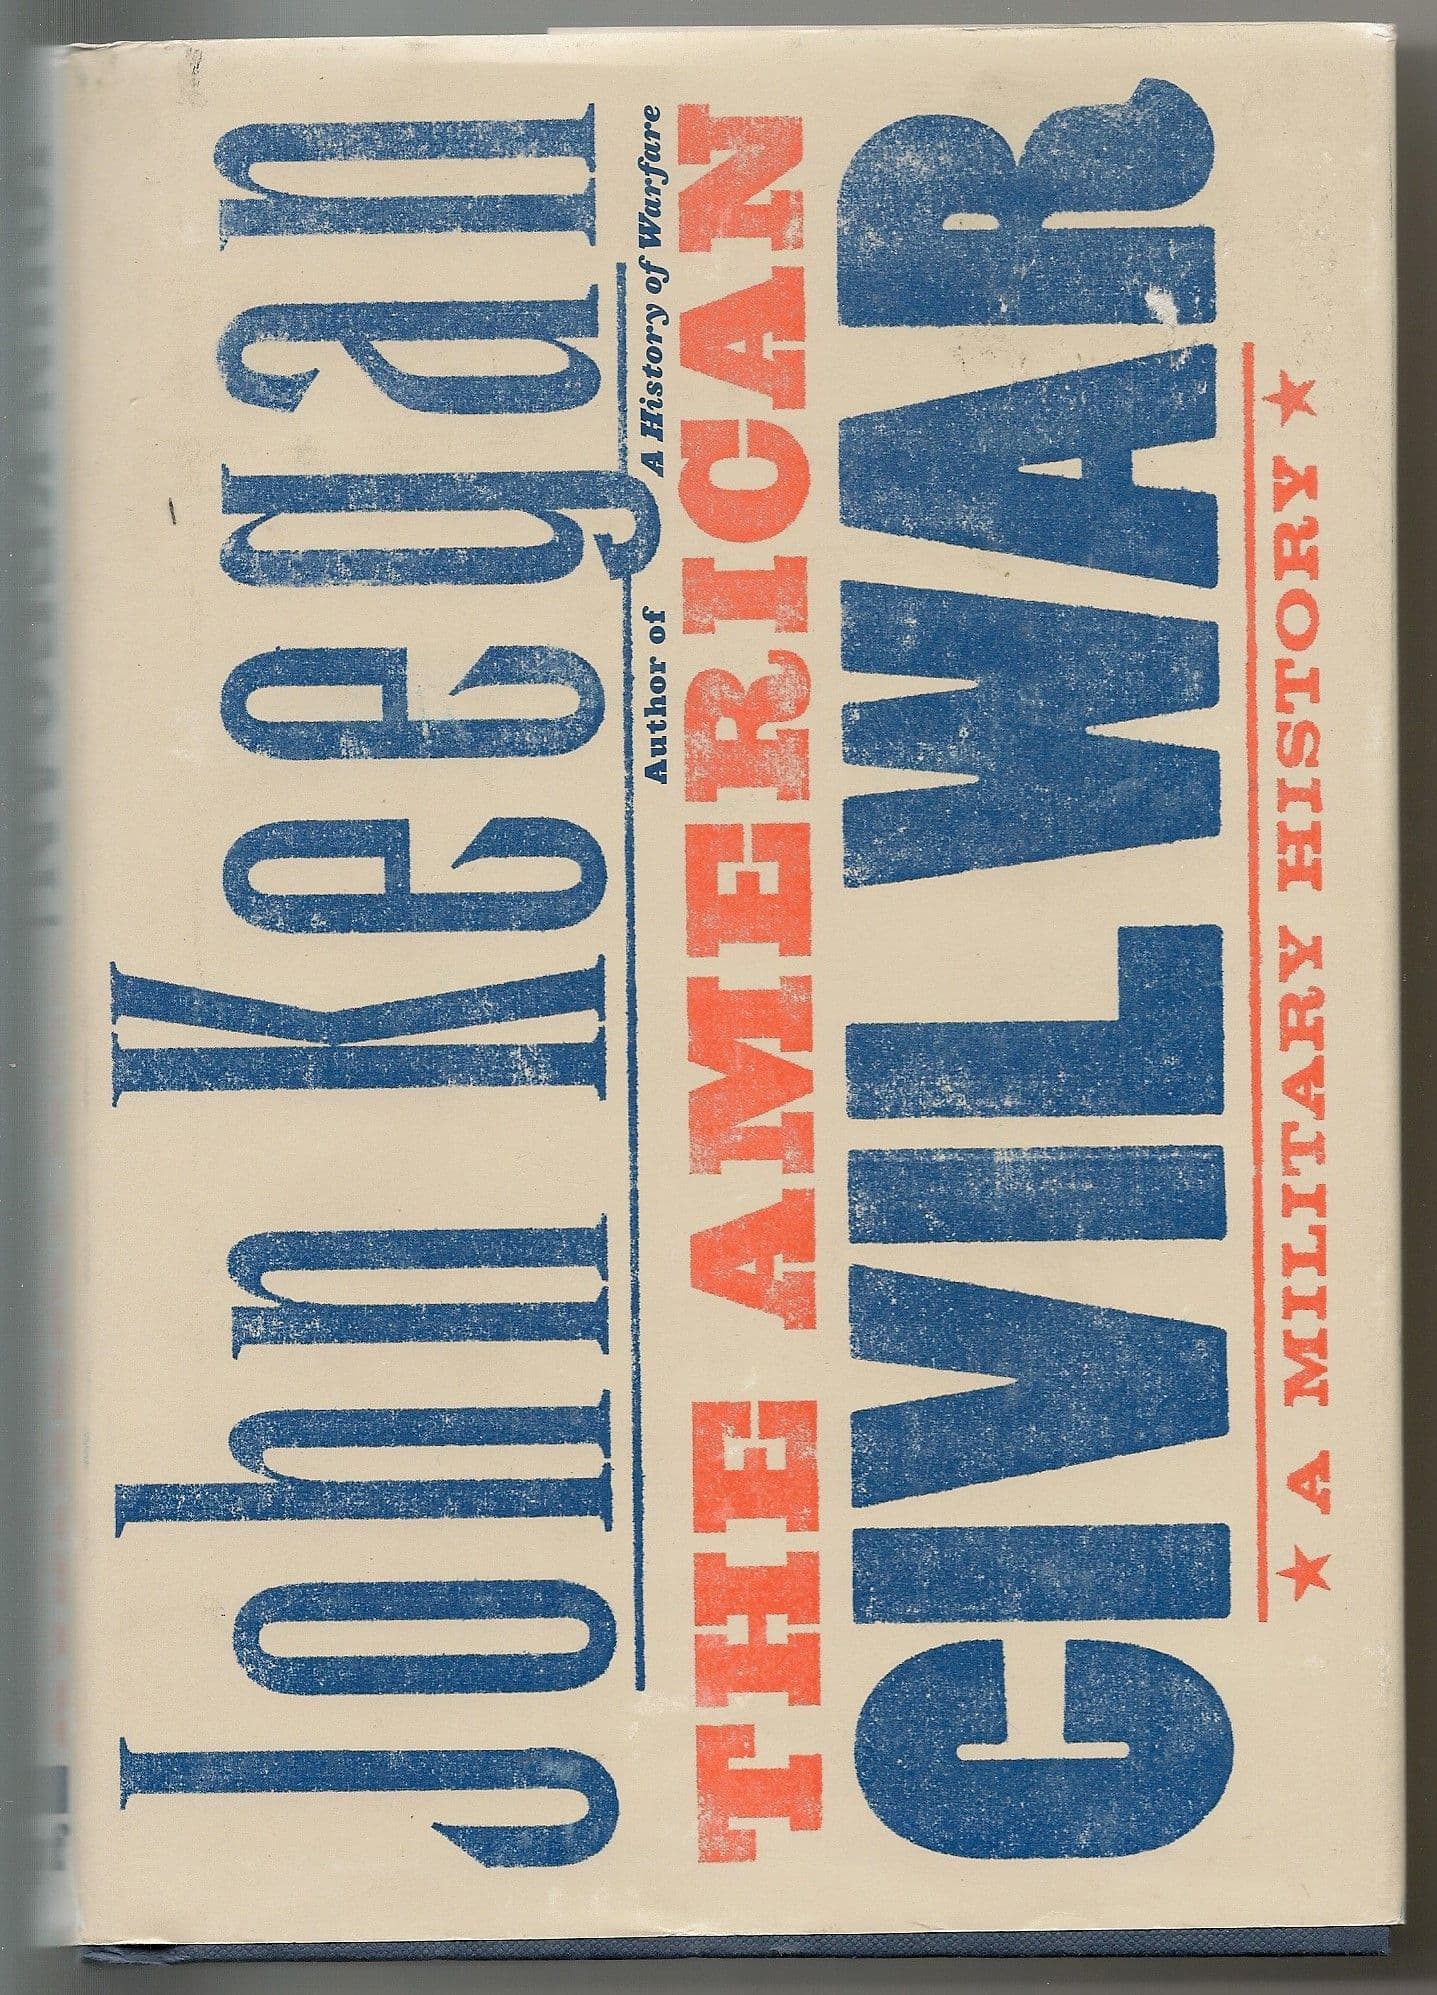 John Keegan
Author of A History of Warfare
THE AMERICAN
CIVIL WAR
★ A MILITARY HISTORY ★